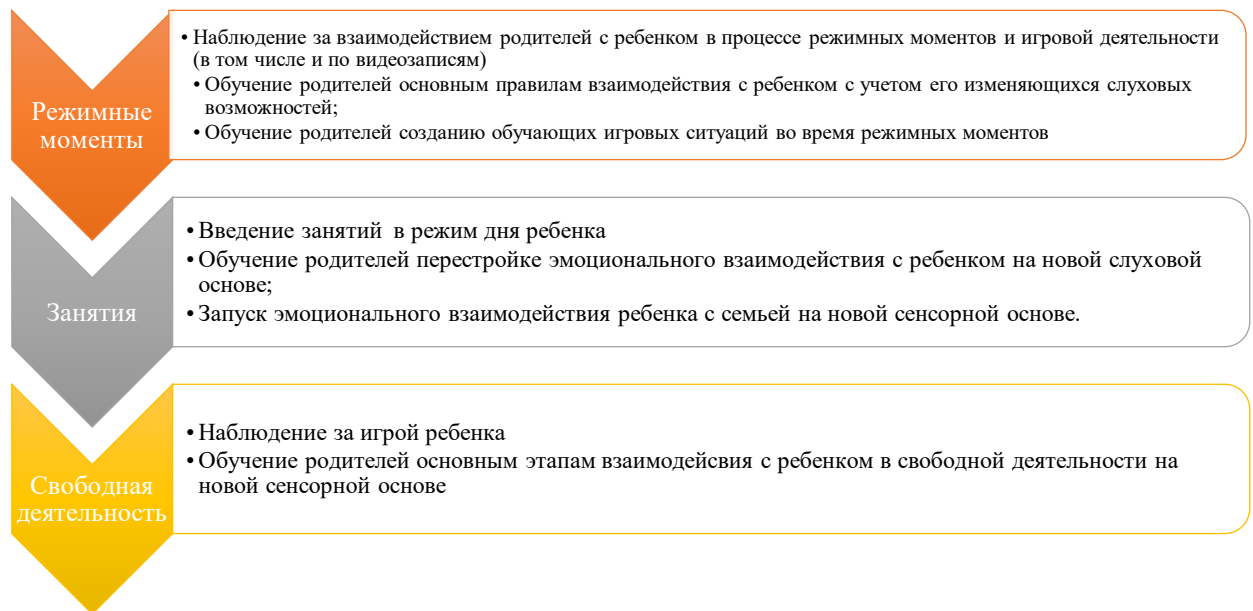 Режимные
моменты
• Наблюдение за взаимодействием родителей с ребенком в процессе режимных моментов и игровой деятельности
(в том числе и по видеозаписям)
• Обучение родителей основным правилам взаимодействия с ребенком с учетом его изменяющихся слуховых
возможностей;
• Обучение родителей созданию обучающих игровых ситуаций во время режимных моментов
Занятия
• Введение занятий в режим дня ребенка
• Обучение родителей перестройке эмоционального взаимодействия с ребенком на новой слуховой
основе;
• Запуск эмоционального взаимодействия ребенка с семьей на новой сенсорной основе.
Свободная
деятельность
• Наблюдение за игрой ребенка
• Обучение родителей основным этапам взаимодейсвия с ребенком в свободной деятельности на
новой сенсорной основе